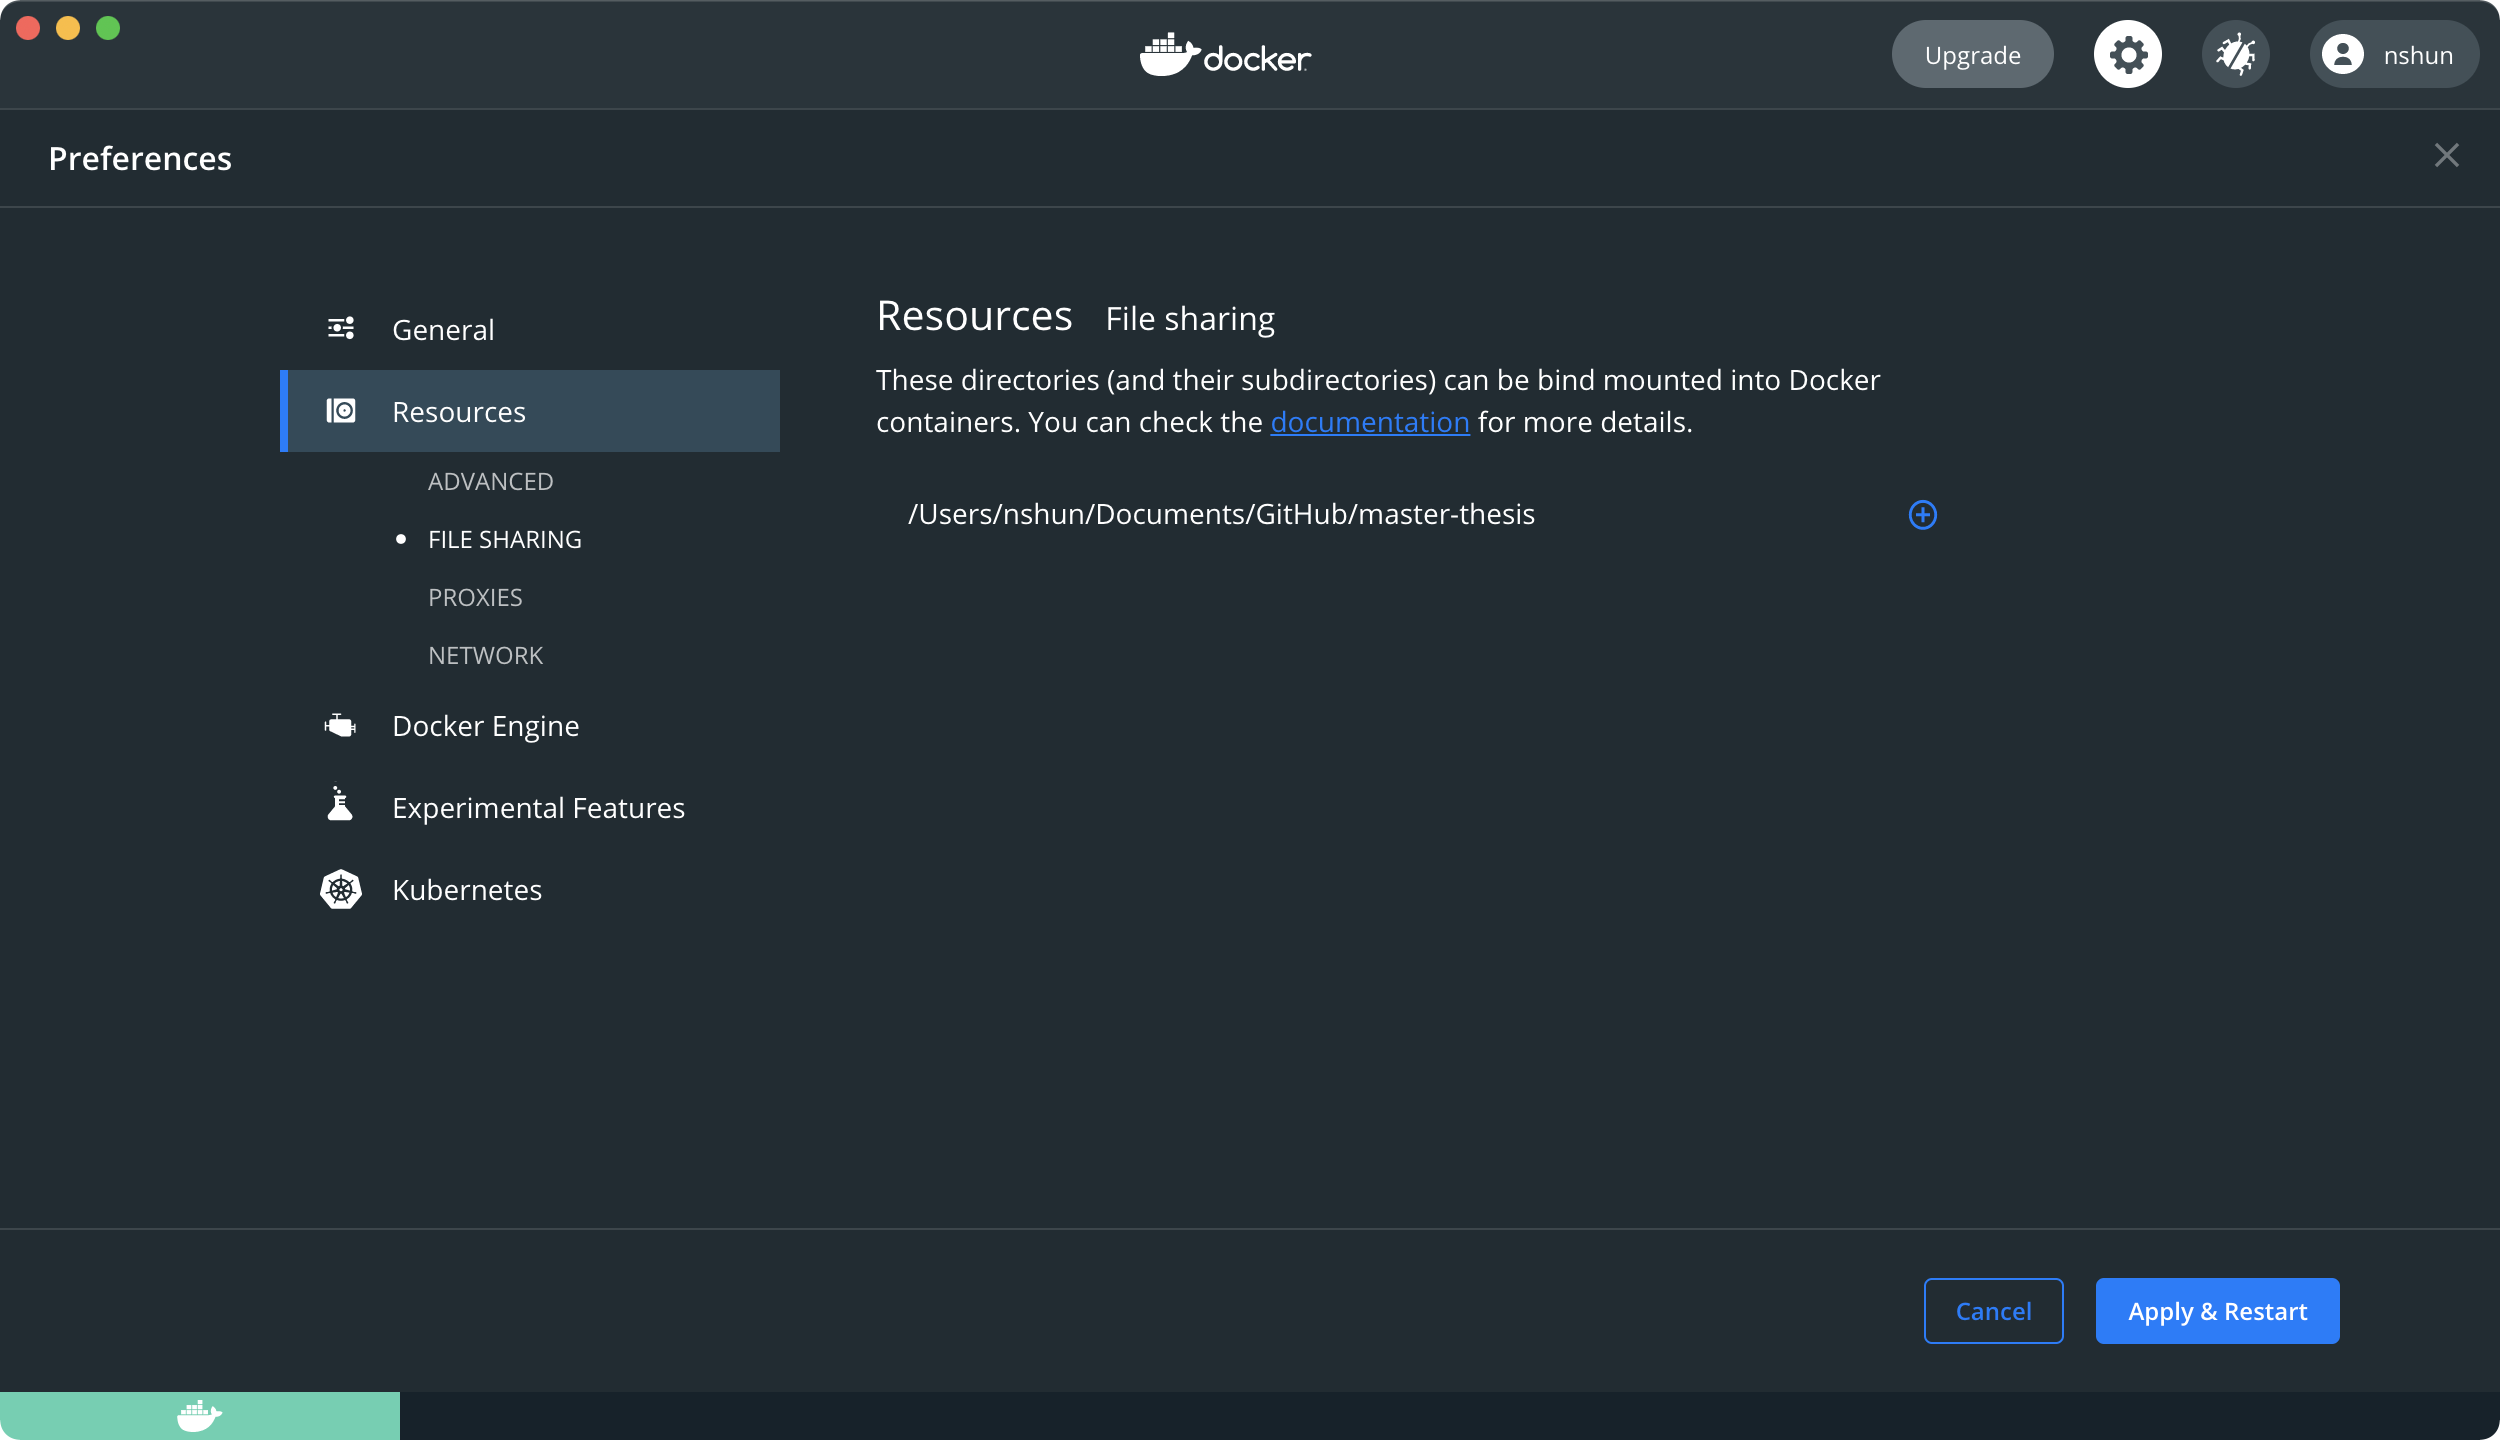 docker
Upgrade
nshun
Preferences
General
Resources
ADVANCED
FILE SHARING
PROXIES
NETWORK
Docker Engine
Experimental Features
Kubernetes
Resources File sharing
These directories (and their subdirectories) can be bind mounted into Docker
containers. You can check the documentation for more details.
/Users/nshun/Documents/GitHub/master-thesis
Cancel
Apply & Restart